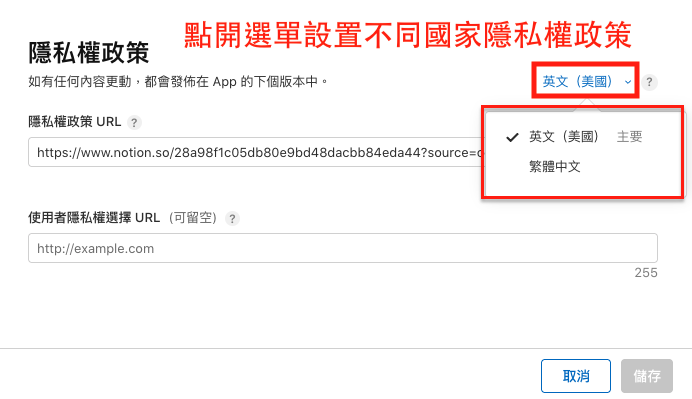 點開選單設置不同國家隱私權政策
隱私權政策
如有任何內容更動，都會發佈在 App 的下個版本中。
英文（美國）
?
隱私權政策 URL ?
https://www.notion.so/28a98f1c05db80e9bd48dacbb84eda44?source=c
英文（美國） 主要
繁體中文
使用者隱私權選擇 URL （可留空） ?
http://example.com
255
取消
儲存